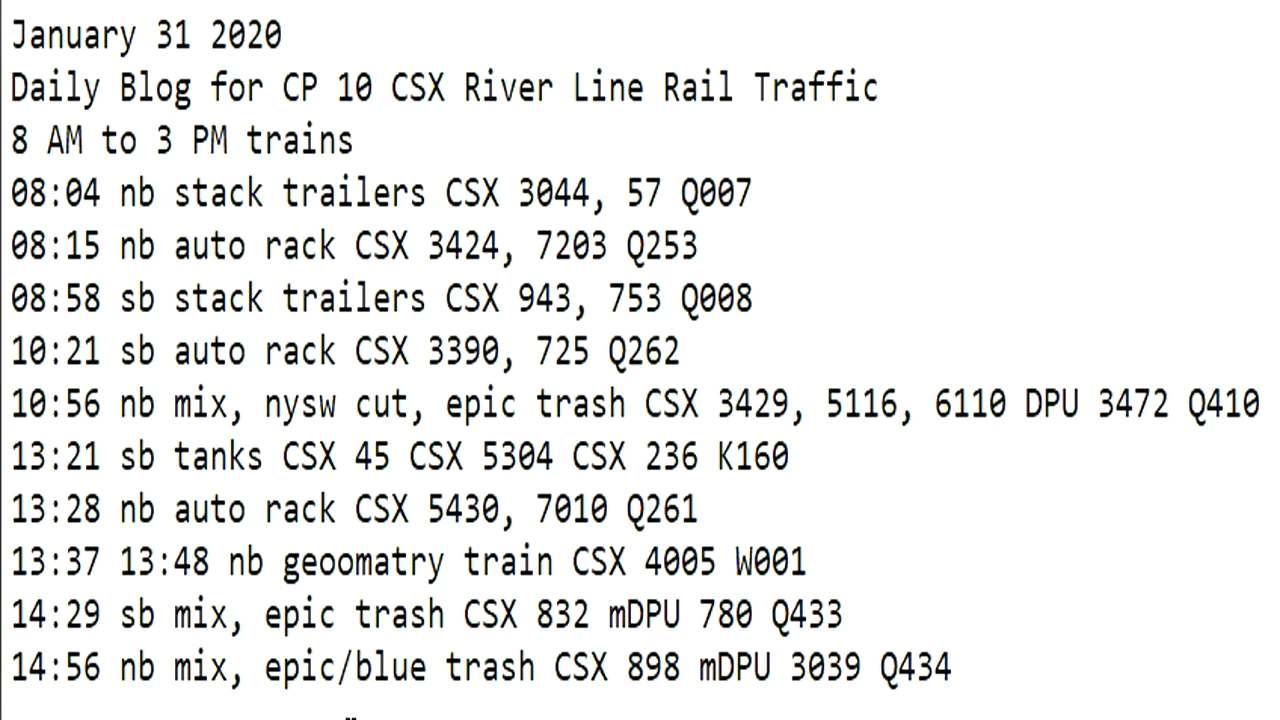 January 31 2020
Daily Blog for CP 10 CSX River Line Rail Traffic
8 AM to 3 PM trains
08:04 nb stack trailers CSX 3044, 57 Q007
08:15 nb auto rack CSX 3424, 7203 Q253
08:58 sb stack trailers CSX 943, 753 Q008
10:21 sb auto rack CSX 3390, 725 Q262
10:56 nb mix, nysw cut, epic trash CSX 3429, 5116, 6110 DPU 3472 Q410
13:21 sb tanks CSX 45 CSX 5304 CSX 236 K160
13:28 nb auto rack CSX 5430, 7010 Q261
13:37 13:48 nb geoomatry train CSX 4005 W001
14:29 sb mix, epic trash CSX 832 mDPU 780 Q433
14:56 nb mix, epic/blue trash CSX 898 mDPU 3039 Q434